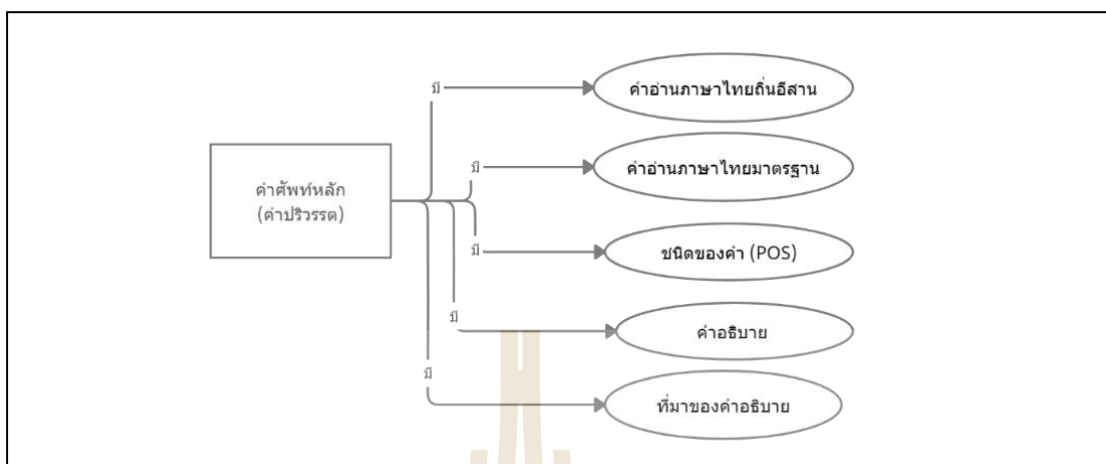 มี
คำอ่านภาษาไทยถิ่นอีสาน
มี
คำอ่านภาษาไทยมาตรฐาน
คำศัพท์หลัก
(คำปริวรรต)
มี
ชนิดของคำ (POS)
มี
คำอธิบาย
มี
ที่มาของคำอธิบาย